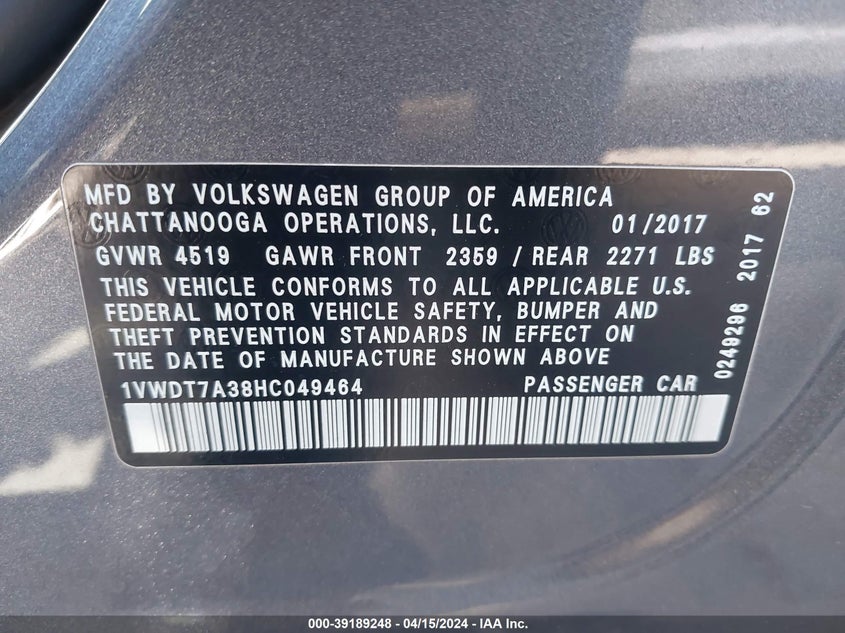 MFD BY VOLKSWAGEN GROUP OF AMERICA
CHATTANOOGA OPERATIONS, LLC. 01/2017
GVWR 4519 GAWR FRONT 2359 / REAR 2271 LBS
THIS VEHICLE CONFORMS TO ALL APPLICABLE U.S.
FEDERAL MOTOR VEHICLE SAFETY, BUMPER AND
THEFT PREVENTION STANDARDS IN EFFECT ON
THE DATE OF MANUFACTURE SHOWN ABOVE
1VWDT7A38HC049464 PASSENGER CAR
0249296 2017 62
000-39189248 - 04/15/2024 - IAA Inc.